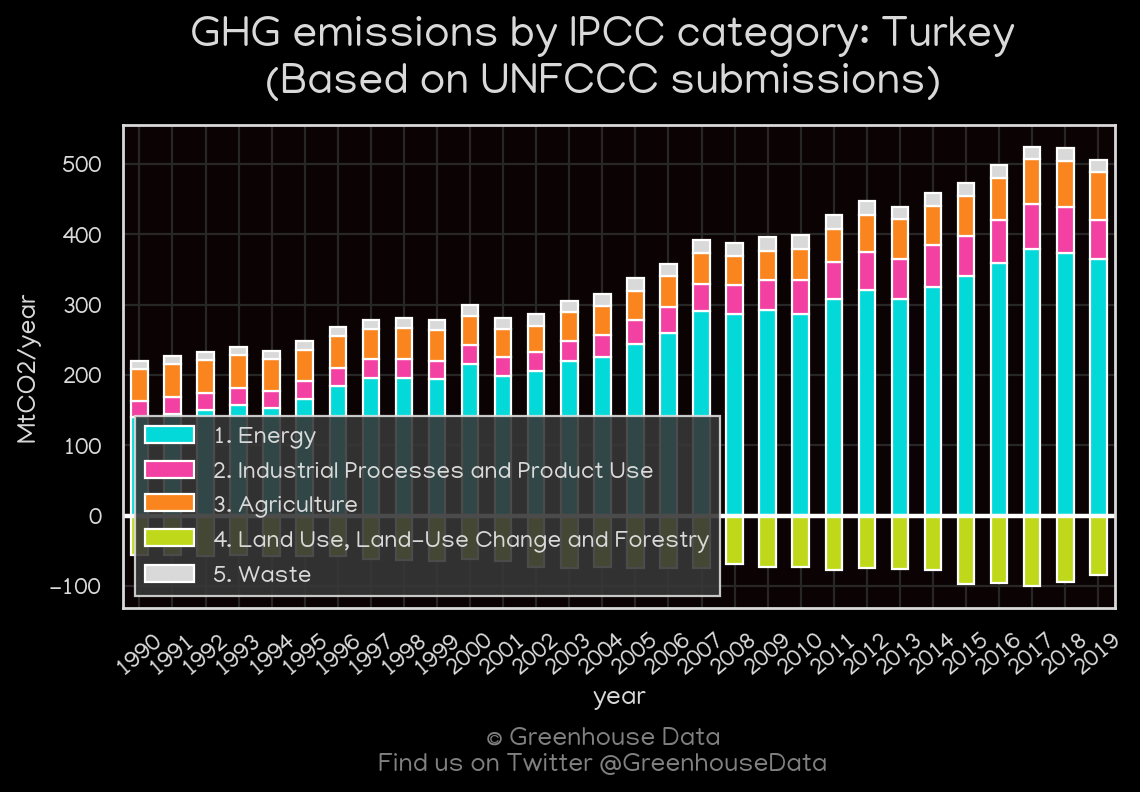 GHG emissions by IPCC category: Turkey
(Based on UNFCCC submissions)
MtCO2/year
500
400
300
200
100
0
−100
1. Energy
2. Industrial Processes and Product Use
3. Agriculture
4. Land Use, Land-Use Change and Forestry
5. Waste
1990 1991 1992 1993 1994 1995 1996 1997 1998 1999 2000 2001 2002 2003 2004 2005 2006 2007 2008 2009 2010 2011 2012 2013 2014 2015 2016 2017 2018 2019
year
© Greenhouse Data
Find us on Twitter @GreenhouseData